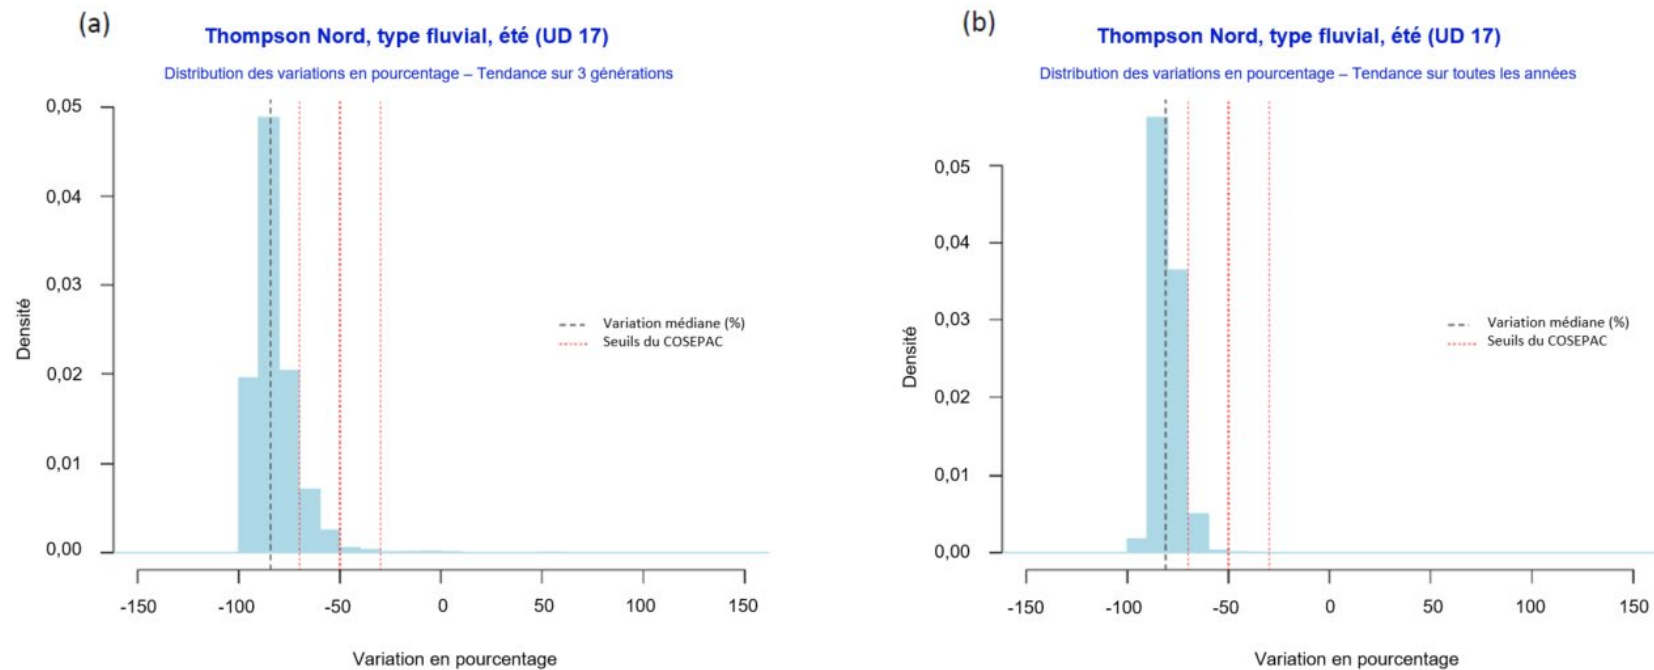 (a)
Thompson Nord, type fluvial, été (UD 17)
Distribution des variations en pourcentage – Tendance sur 3 générations
0,05
0,04
0,03
0,02
0,01
0,00
Densité
Variation médiane (%)
Seuils du COSEPAC
-150
-100
-50
0
50
100
150
Variation en pourcentage
(b)
Thompson Nord, type fluvial, été (UD 17)
Distribution des variations en pourcentage – Tendance sur toutes les années
0,05
0,04
0,03
0,02
0,01
0,00
Densité
Variation médiane (%)
Seuils du COSEPAC
-150
-100
-50
0
50
100
150
Variation en pourcentage